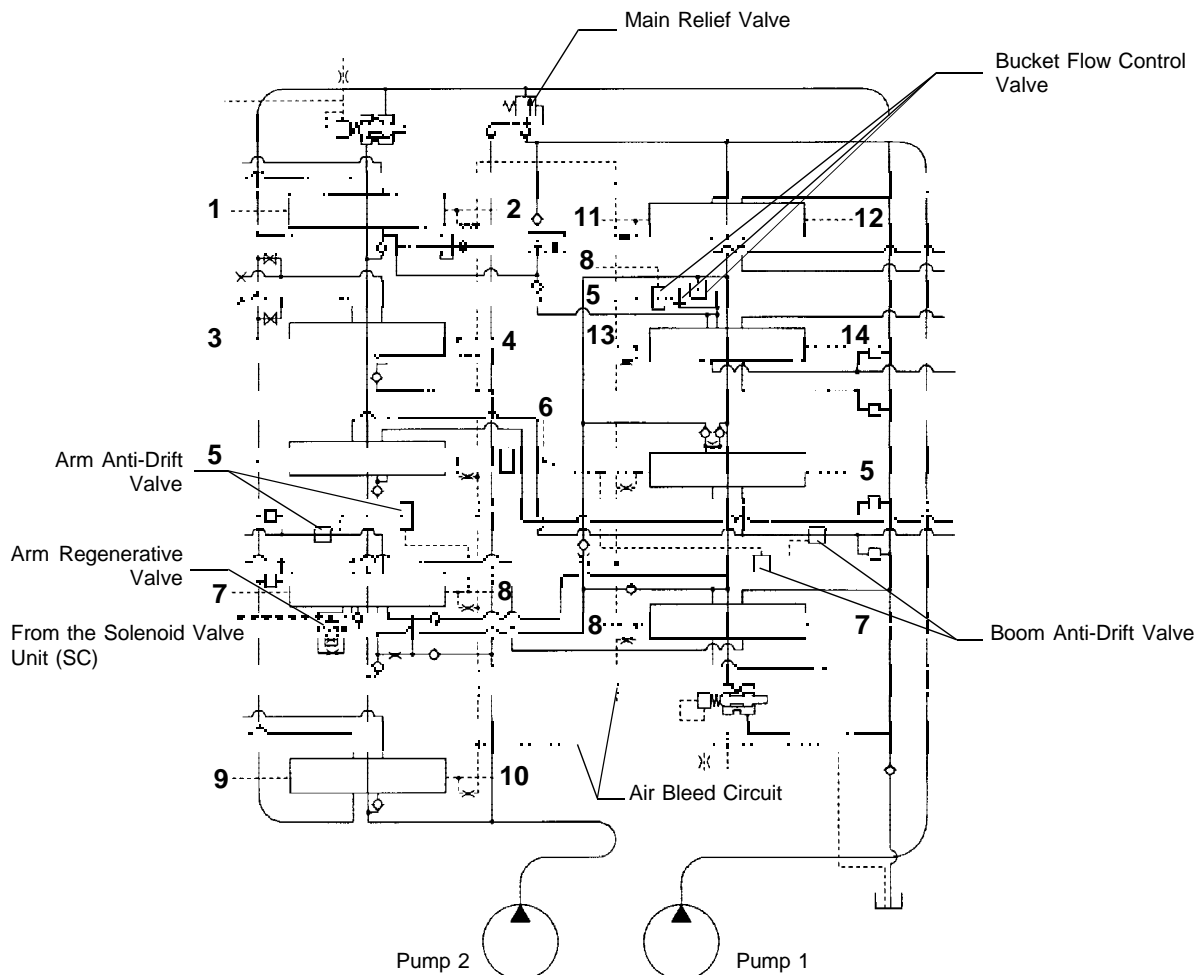 Main Relief Valve
Bucket Flow Control
Valve
1
2
11
12
8
5
3
4
13
14
6
5
Arm Anti-Drift
Valve
5
Arm Regenerative
Valve
7
8
8
7
From the Solenoid Valve
Unit (SC)
Boom Anti-Drift Valve
9
10
Air Bleed Circuit
Pump 2
Pump 1